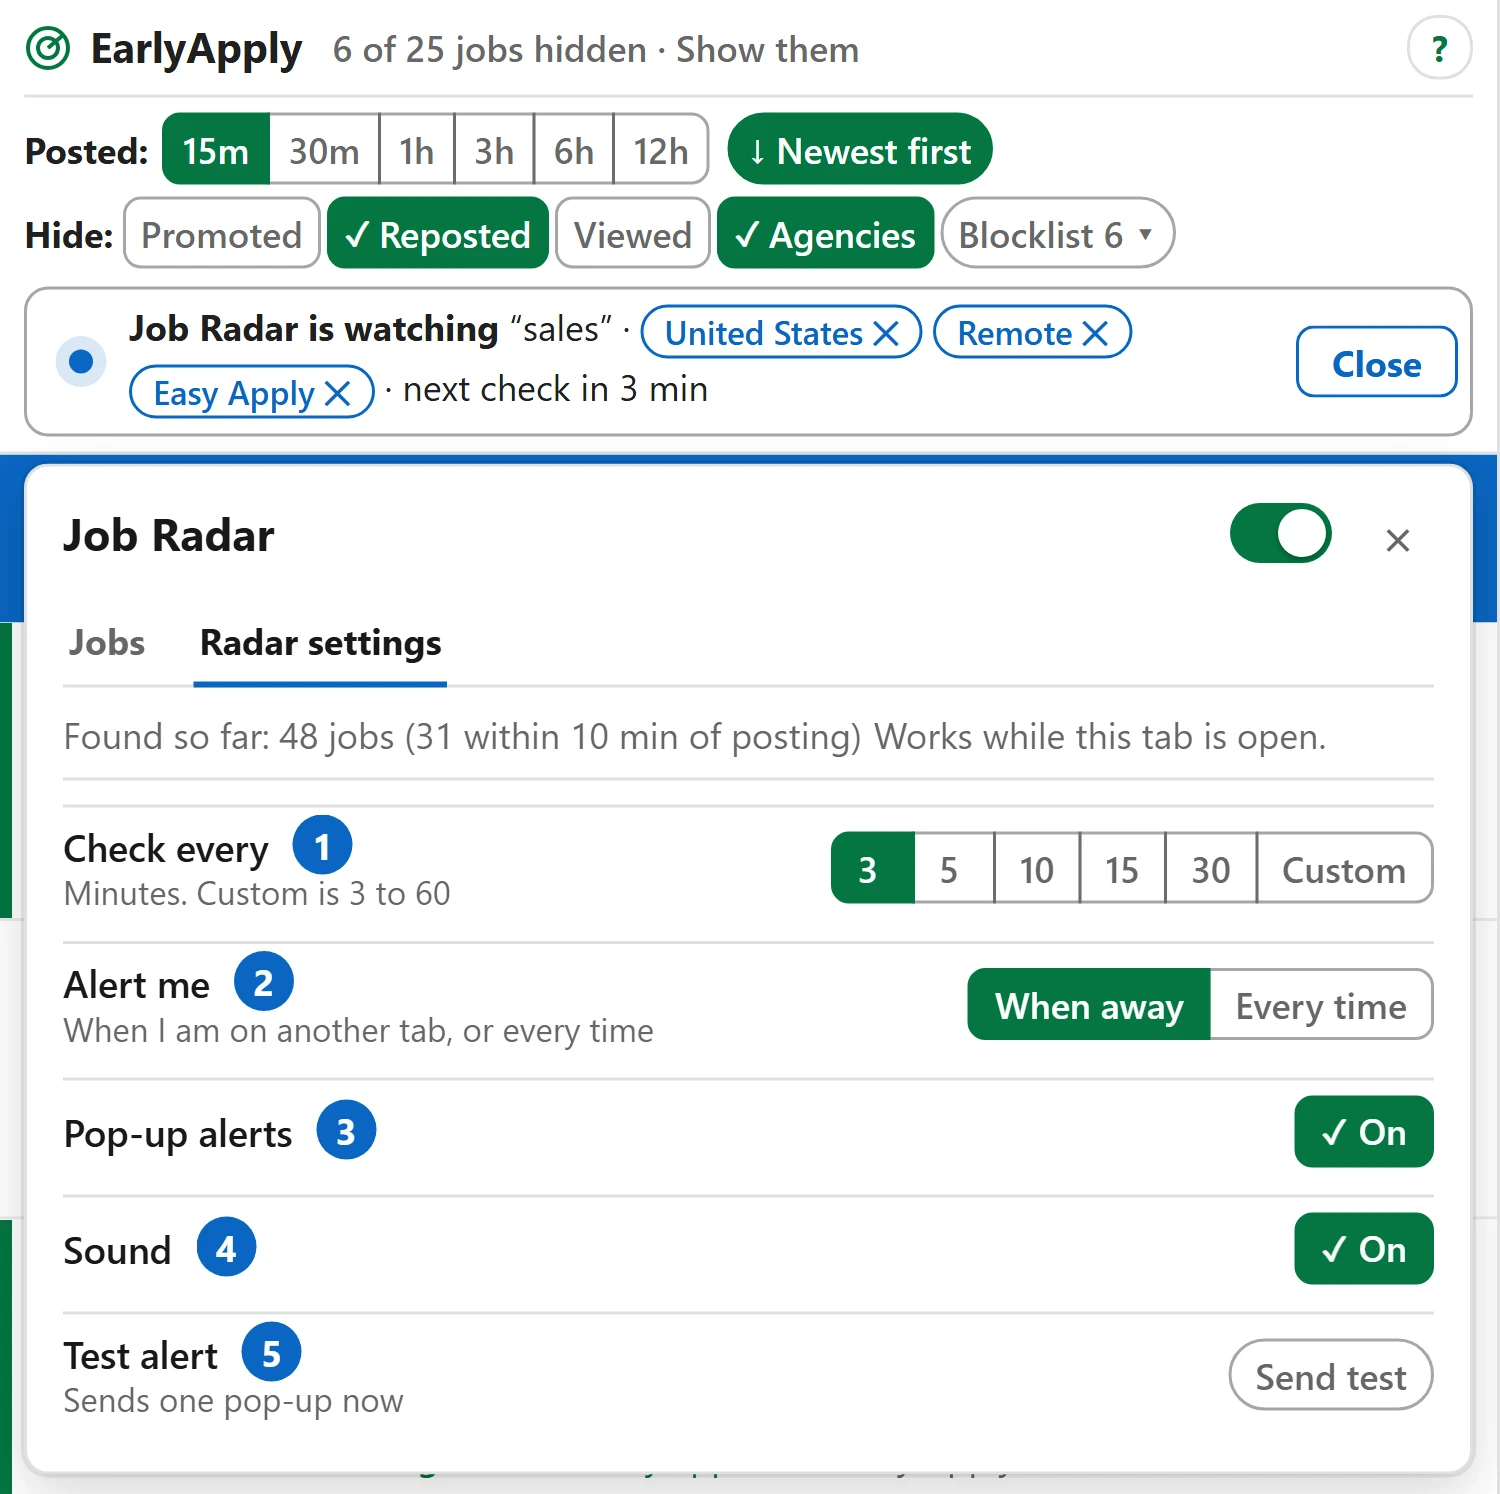 EarlyApply 6 of 25 jobs hidden · Show them ?
Posted: 15m 30m 1h 3h 6h 12h ↓ Newest first
Hide: Promoted ✓ Reposted Viewed ✓ Agencies Blocklist 6 ▼
Job Radar is watching “sales” · United States ✕ Remote ✕
Easy Apply ✕ · next check in 3 min
Close
Job Radar ×
Jobs Radar settings
Found so far: 48 jobs (31 within 10 min of posting) Works while this tab is open.
Check every 1
Minutes. Custom is 3 to 60
3 5 10 15 30 Custom
Alert me 2
When I am on another tab, or every time
When away Every time
Pop-up alerts 3 ✓ On
Sound 4 ✓ On
Test alert 5
Sends one pop-up now
Send test